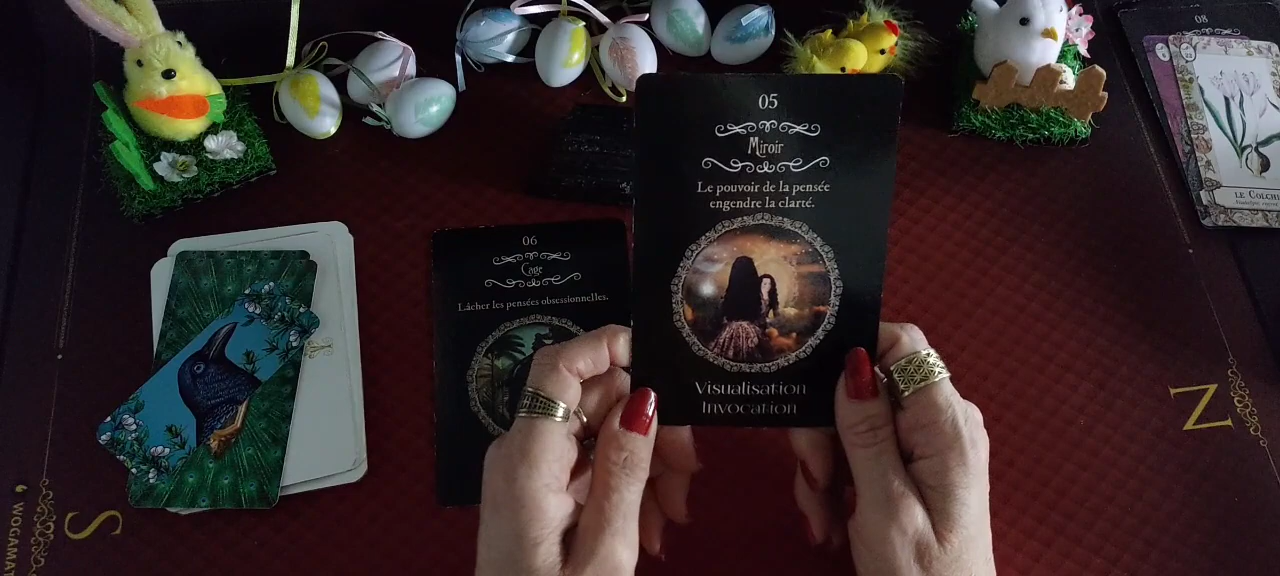 05
Miroir
Le pouvoir de la pensée
engendre la clarté.
Visualisation
Invocation
06
Cage
Lâcher les pensées obsessionnelles.
08
LE COLCHI
N
S
WOGAMAT